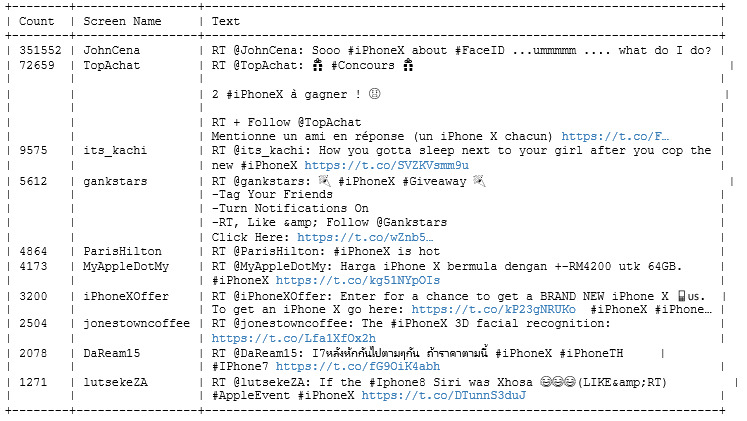 Count | Screen Name | Text
351552 | JohnCena | RT @JohnCena: Sooo #iPhoneX about #FaceID ...ummmmm .... what do I do? |
72659 | TopAchat | RT @TopAchat: 🎁 #Concours 🎁 |
2 #iPhoneX à gagner ! 😱 |
RT + Follow @TopAchat
Mentionne un ami en réponse (un iPhone X chacun) https://t.co/F… |
9575 | its_kachi | RT @its_kachi: How you gotta sleep next to your girl after you cop the |
new #iPhoneX https://t.co/SVZKVsmm9u |
5612 | gankstars | RT @gankstars: #iPhoneX #Giveaway |
-Tag Your Friends
-Turn Notifications On
-RT, Like &amp; Follow @Gankstars
Click Here: https://t.co/wZnb5… |
4864 | ParisHilton | RT @ParisHilton: #iPhoneX is hot |
4173 | MyAppleDotMy | RT @MyAppleDotMy: Harga iPhone X bermula dengan +-RM4200 utk 64GB. |
#iPhoneX https://t.co/kg51NYpOIs |
3200 | iPhoneXOffer | RT @iPhoneXOffer: Enter for a chance to get a BRAND NEW iPhone X 📱us. |
To get an iPhone X go here: https://t.co/kP23gNRUKo #iPhoneX #iPhone… |
2504 | jonestowncoffee | RT @jonestowncoffee: The #iPhoneX 3D facial recognition: |
https://t.co/Lfa1XfOx2h |
2078 | DaReam15 | RT @DaReam15: I7หลังหักกันไปตามๆกัน ถ้าราคาตามนี้ #iPhoneX #iPhoneTH |
#IPhone7 https://t.co/fG9OiK4abh |
1271 | lutsekeZA | RT @lutsekeZA: If the #Iphone8 Siri was Xhosa 😂😂😂(LIKE&amp;RT) |
#AppleEvent #iPhoneX https://t.co/DTunnS3duJ |